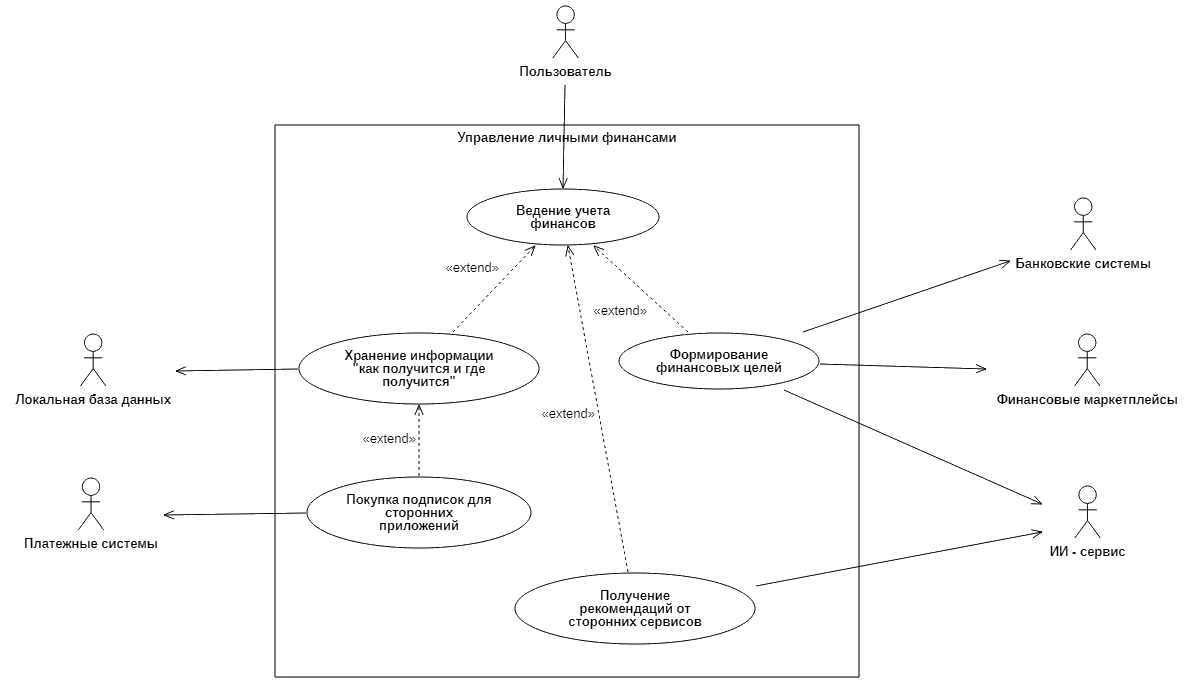 Пользователь
Управление личными финансами
Ведение учета
финансов
«extend»
«extend»
Банковские системы
Хранение информации
"как получится и где
получится"
Формирование
финансовых целей
Локальная база данных
Финансовые маркетплейсы
«extend»
«extend»
Покупка подписок для
сторонних
приложений
Платежные системы
ИИ - сервис
Получение
рекомендаций от
сторонних сервисов